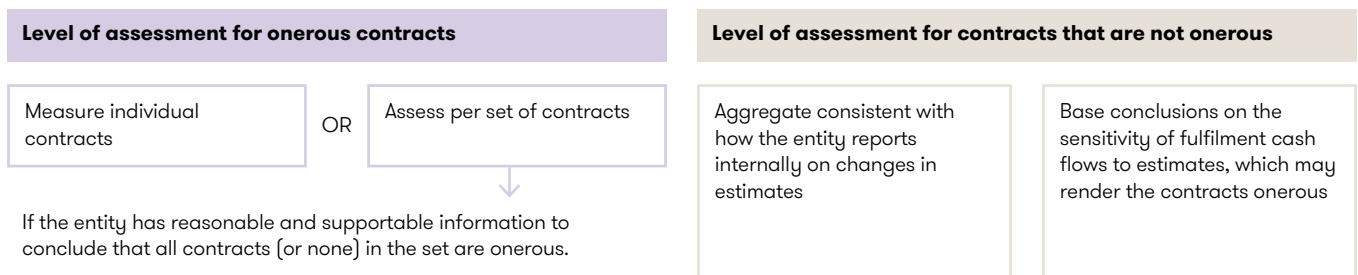 Level of assessment for onerous contracts
Measure individual
contracts
OR
Assess per set of contracts
If the entity has reasonable and supportable information to
conclude that all contracts (or none) in the set are onerous.
Level of assessment for contracts that are not onerous
Aggregate consistent with
how the entity reports
internally on changes in
estimates
Base conclusions on the
sensitivity of fulfilment cash
flows to estimates, which may
render the contracts onerous